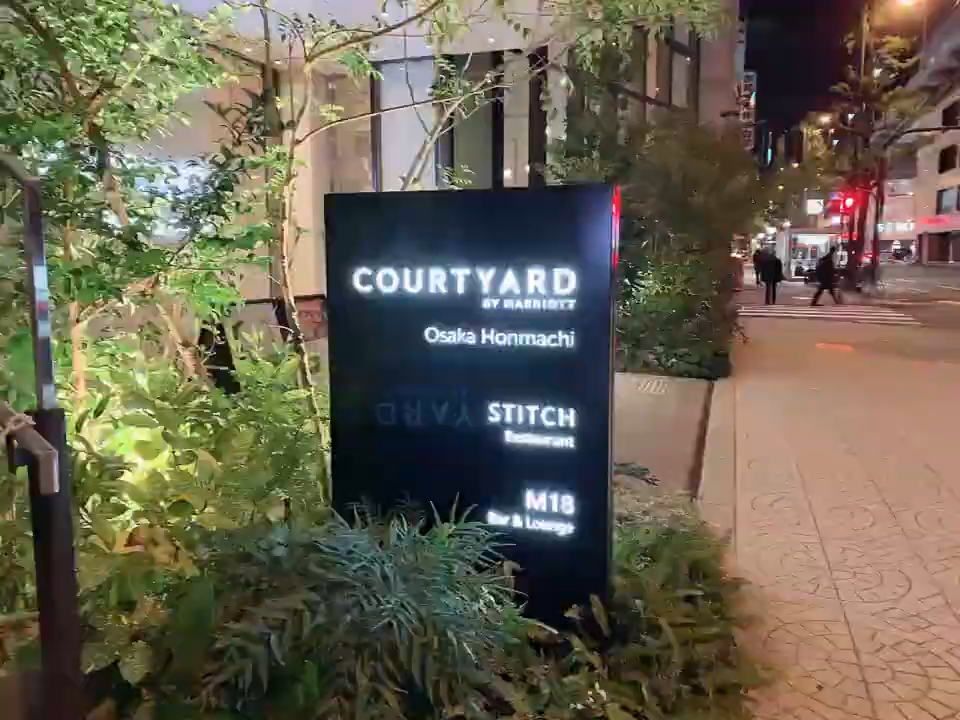 COURTYARD
BY MARRIOTT
Osaka Honmachi
STITCH
Restaurant
M18
Bar & Lounge